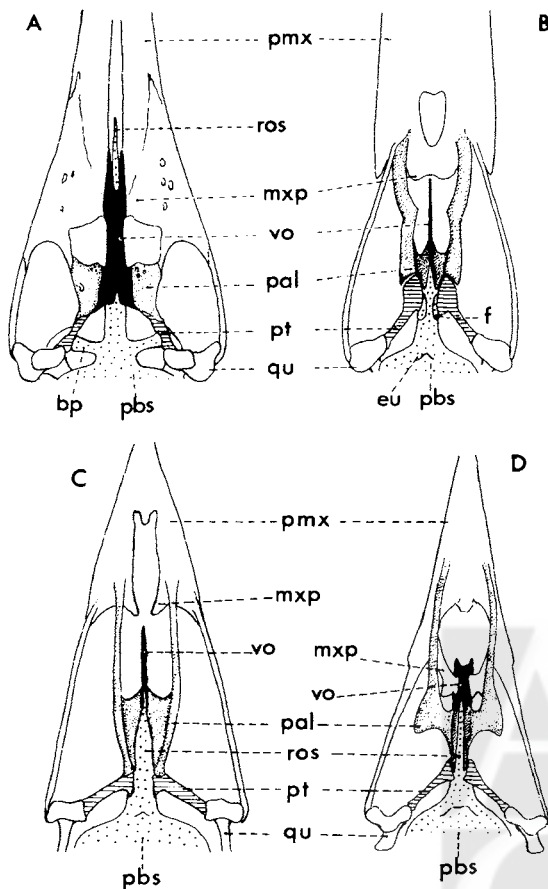 A pmx B
ros
mxp
vo
pal
pt f
qu
bp pbs eu pbs
C D
pmx
mxp
mxp
vo
vo
pal
ros
pt
qu
pbs pbs